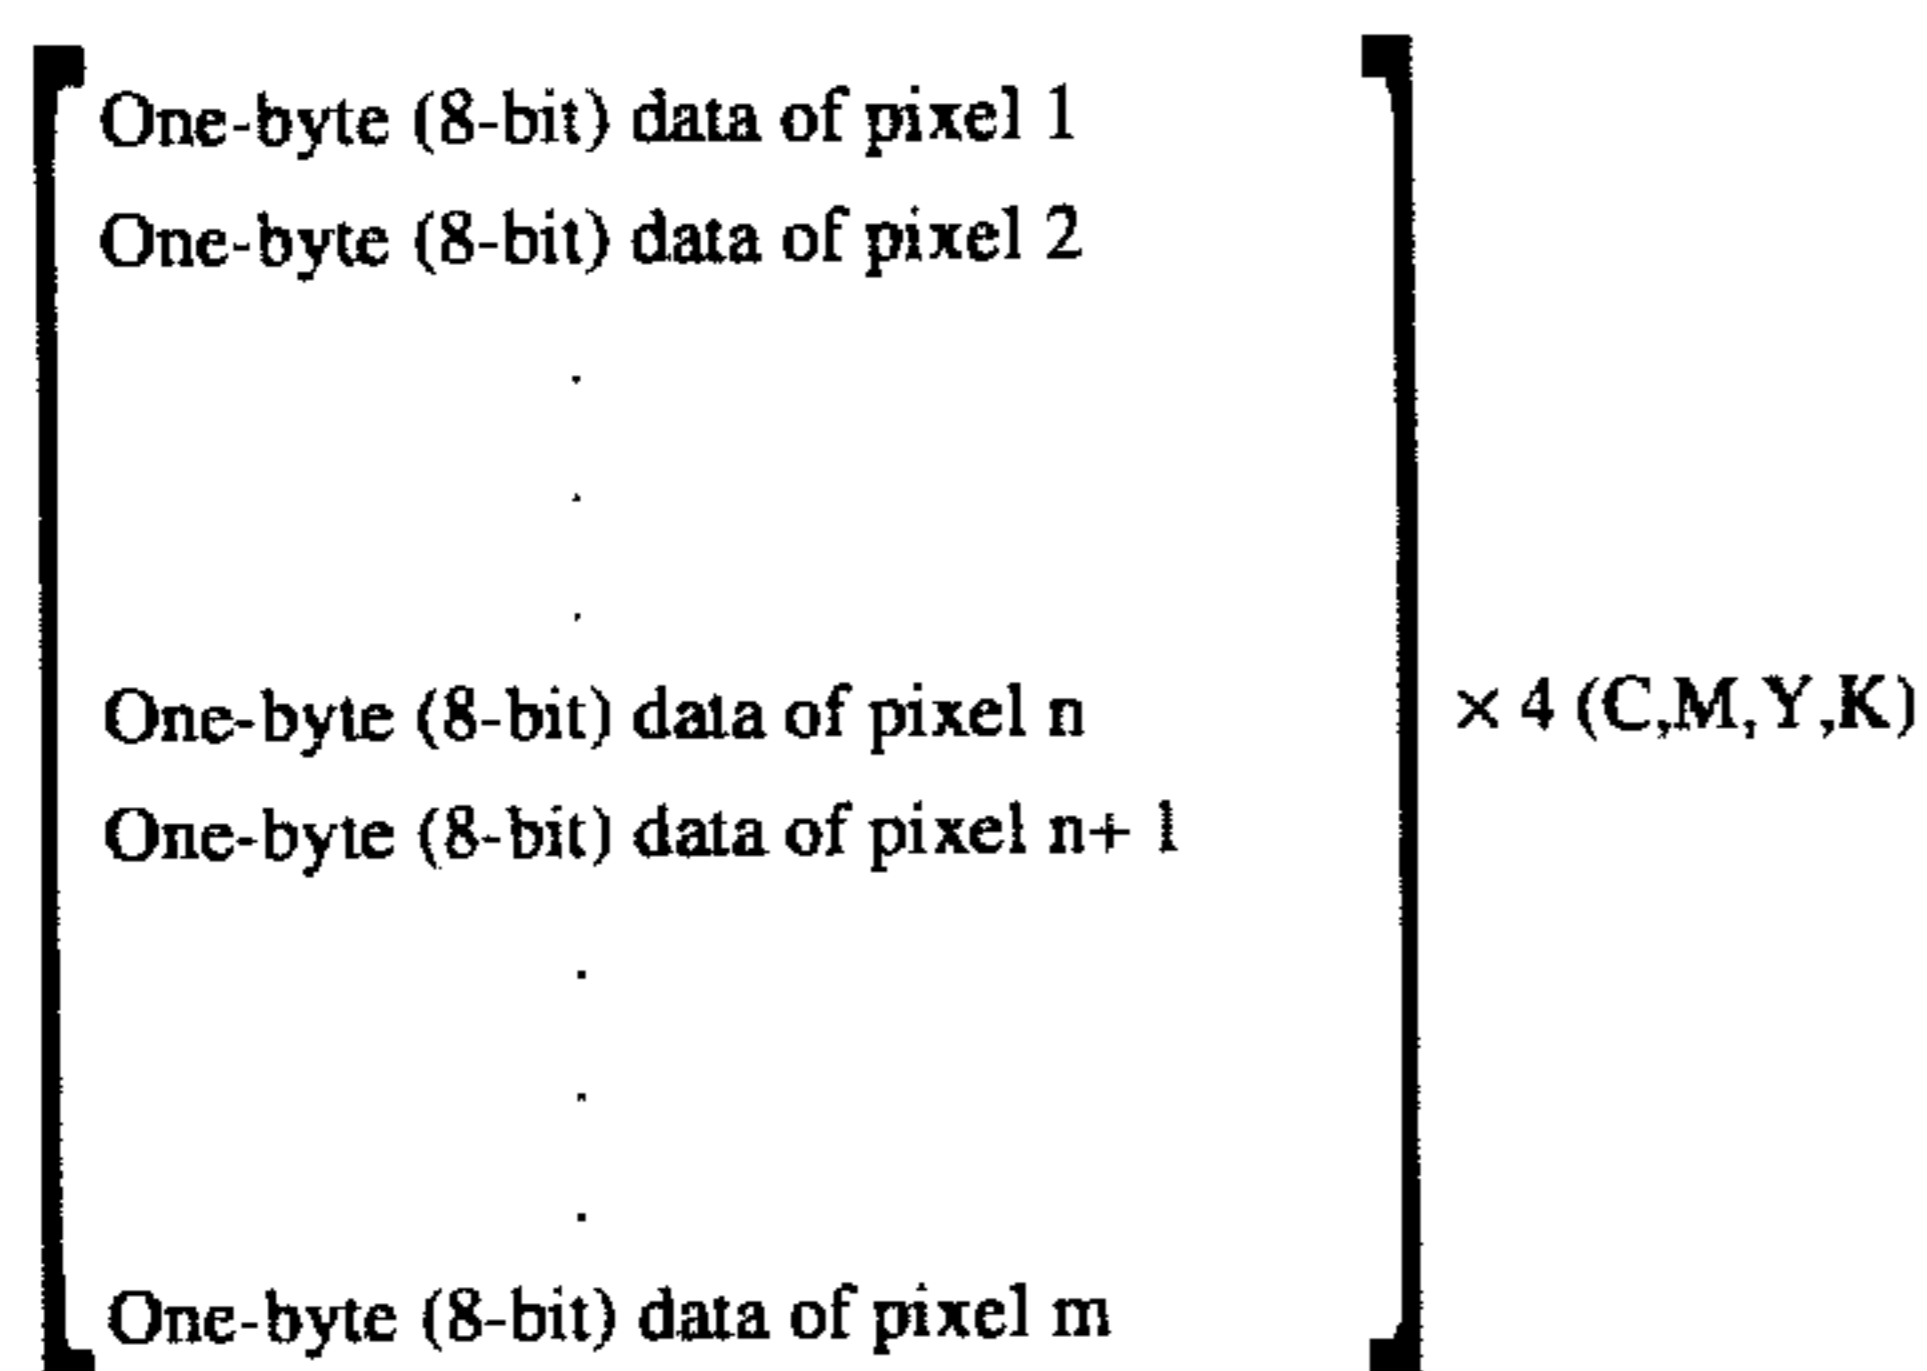 One-byte (8-bit) data of pixel 1
One-byte (8-bit) data of pixel 2
.
.
.
One-byte (8-bit) data of pixel n
× 4 (C,M,Y,K)
One-byte (8-bit) data of pixel n+ 1
.
.
.
One-byte (8-bit) data of pixel m